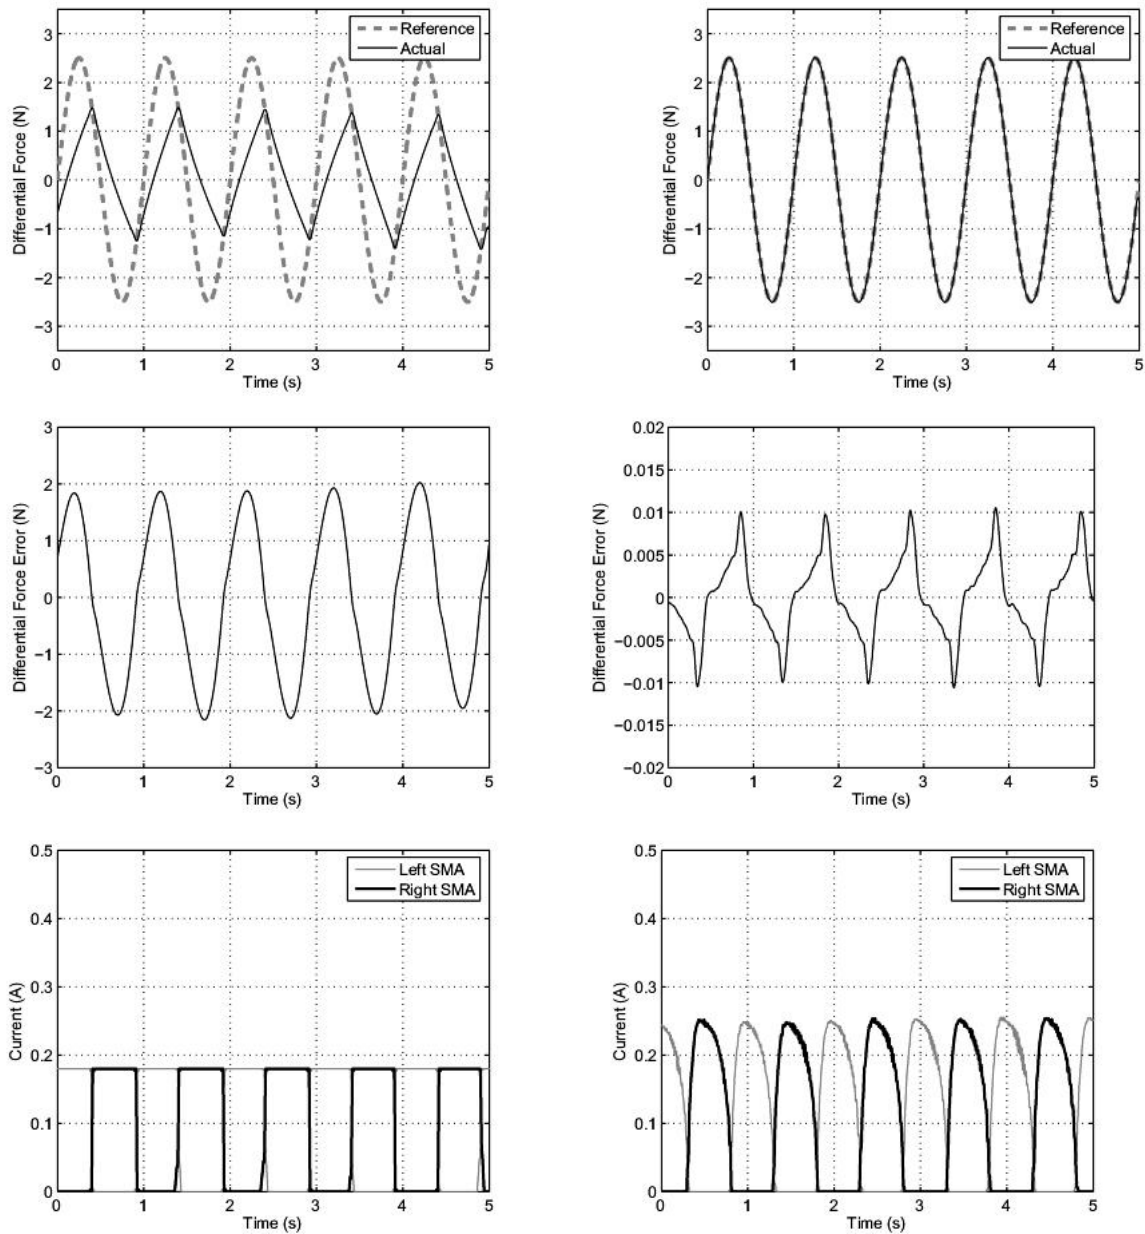 3
2
1
0
−1
−2
−3
Differential Force (N)
Reference
Actual
0 1 2 3 4 5
Time (s)
3
2
1
0
−1
−2
−3
Differential Force (N)
Reference
Actual
0 1 2 3 4 5
Time (s)
3
2
1
0
−1
−2
−3
Differential Force Error (N)
0 1 2 3 4 5
Time (s)
0.02
0.015
0.01
0.005
0
−0.005
−0.01
−0.015
−0.02
Differential Force Error (N)
0 1 2 3 4 5
Time (s)
0.5
0.4
0.3
0.2
0.1
0
Current (A)
Left SMA
Right SMA
0 1 2 3 4 5
Time (s)
0.5
0.4
0.3
0.2
0.1
0
Current (A)
Left SMA
Right SMA
0 1 2 3 4 5
Time (s)